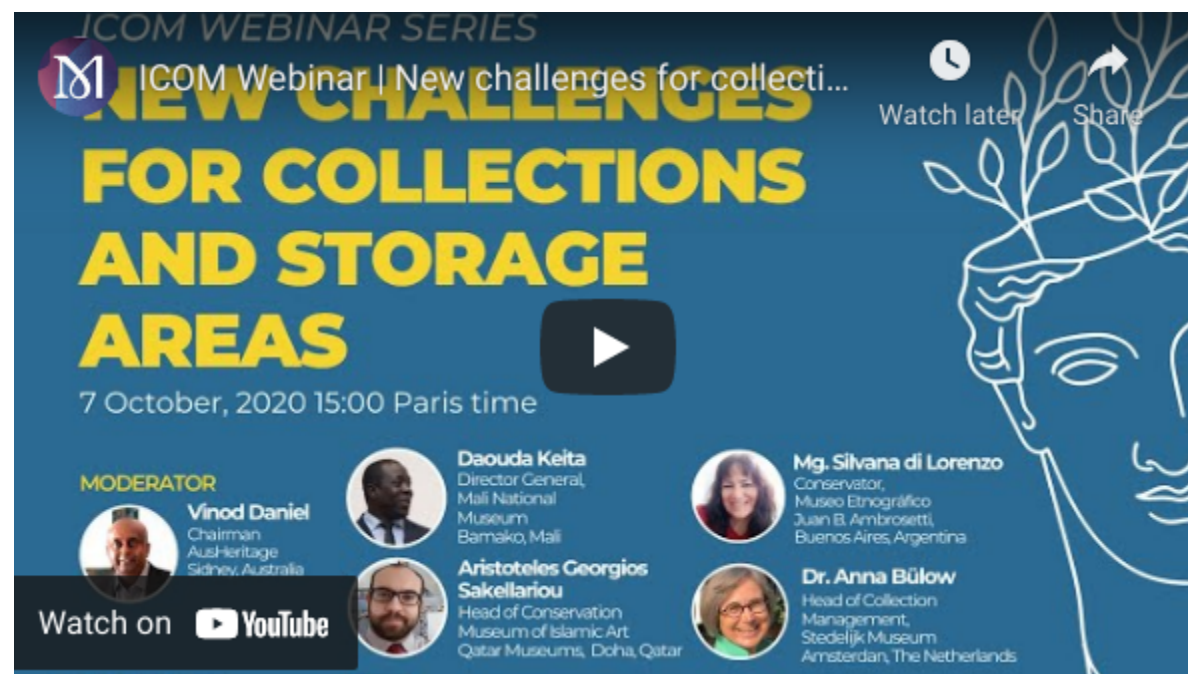 ICOM WEBINAR SERIES
ICOM Webinar | New challenges for collecti...
Watch later
Share
NEW CHALLENGES
FOR COLLECTIONS
AND STORAGE
AREAS
7 October, 2020 15:00 Paris time
MODERATOR
Vinod Daniel
Chairman
AusHeritage
Sidney, Australia
Daouda Keita
Director General,
Mali National
Museum
Bamako, Mali
Aristoteles Georgios
Sakellariou
Head of Conservation
Museum of Islamic Art
Qatar Museums, Doha, Qatar
Mg. Silvana di Lorenzo
Conservator,
Museo Etnográfico
Juan B. Ambrosetti,
Buenos Aires, Argentina
Dr. Anna Bülow
Head of Collection
Management,
Stedelijk Museum
Amsterdan, The Netherlands
Watch on YouTube